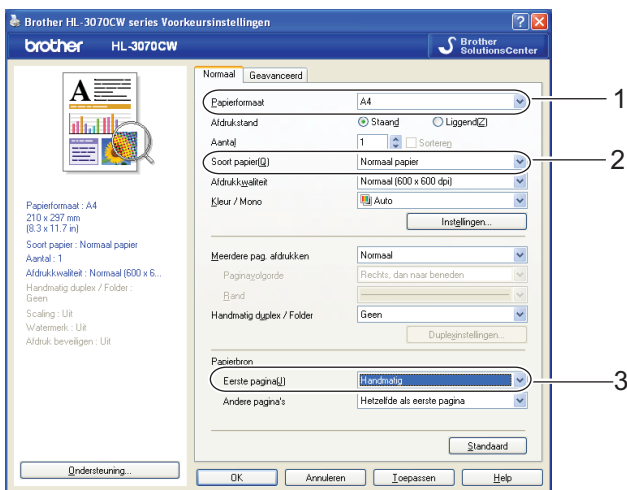 Brother HL-3070CW series Voorkeursinstellingen
brother HL-3070CW
Brother SolutionsCenter
Normaal Geavanceerd
A
Papierformaat A4 1
Afdrukstand Staand Liggend(Z)
Aantal 1 Sorteren
Soort papier(Q) Normaal papier 2
Afdrukkwaliteit Normaal (600 x 600 dpi)
Kleur / Mono Auto
Instellingen...
Meerdere pag. afdrukken Normaal
Paginavolgorde Rechts, dan naar beneden
Rand
Handmatig duplex / Folder Geen
Duplexinstellingen...
Papierbron
Eerste pagina(J) Handmatig 3
Andere pagina's Hetzelfde als eerste pagina
Standaard
Papierformaat : A4
210 x 297 mm
(8.3 x 11.7 in)
Soort papier : Normaal papier
Aantal : 1
Afdrukkwaliteit : Normaal (600 x 6...
Handmatig duplex / Folder :
Geen
Scaling : Uit
Watermerk : Uit
Afdruk beveiligen : Uit
Ondersteuning...
OK Annuleren Toepassen Help